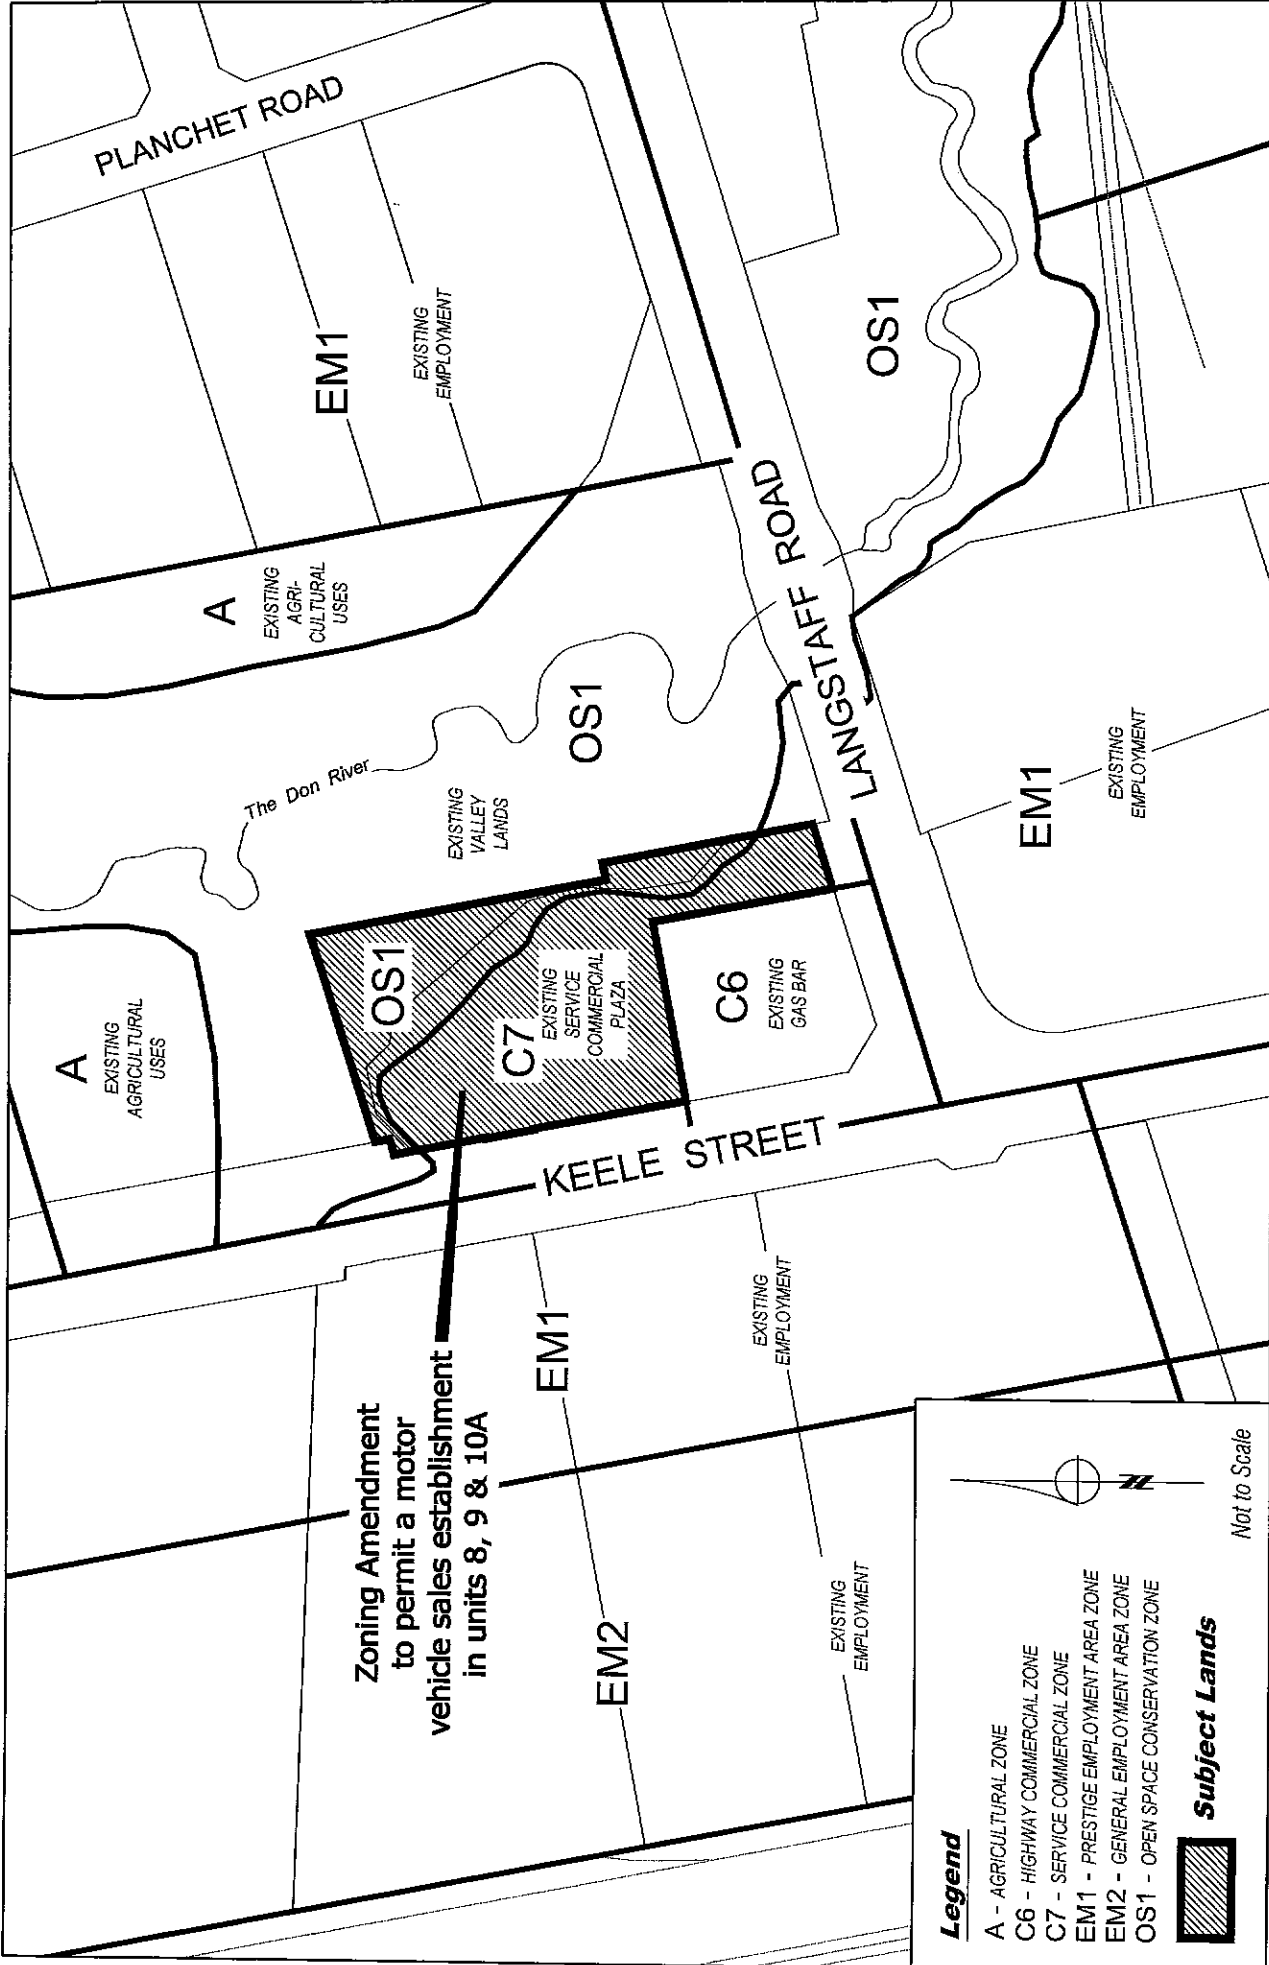 Zoning Amendment
to permit a motor
vehicle sales establishment
in units 8, 9 & 10A
A
EXISTING
AGRICULTURAL
USES
A
EXISTING
AGRI-
CULTURAL
USES
PLANCHET ROAD
The Don River
EM1
EXISTING
EMPLOYMENT
OS1
EXISTING
VALLEY
LANDS
OS1
C7
EXISTING
SERVICE
COMMERCIAL
PLAZA
KEELE STREET
EM1
EXISTING
EMPLOYMENT
EM2
EXISTING
EMPLOYMENT
C6
EXISTING
GAS BAR
LANGSTAFF ROAD
OS1
EM1
EXISTING
EMPLOYMENT
Legend
A - AGRICULTURAL ZONE
C6 - HIGHWAY COMMERCIAL ZONE
C7 - SERVICE COMMERCIAL ZONE
EM1 - PRESTIGE EMPLOYMENT AREA ZONE
EM2 - GENERAL EMPLOYMENT AREA ZONE
OS1 - OPEN SPACE CONSERVATION ZONE
Subject Lands
N
Not to Scale